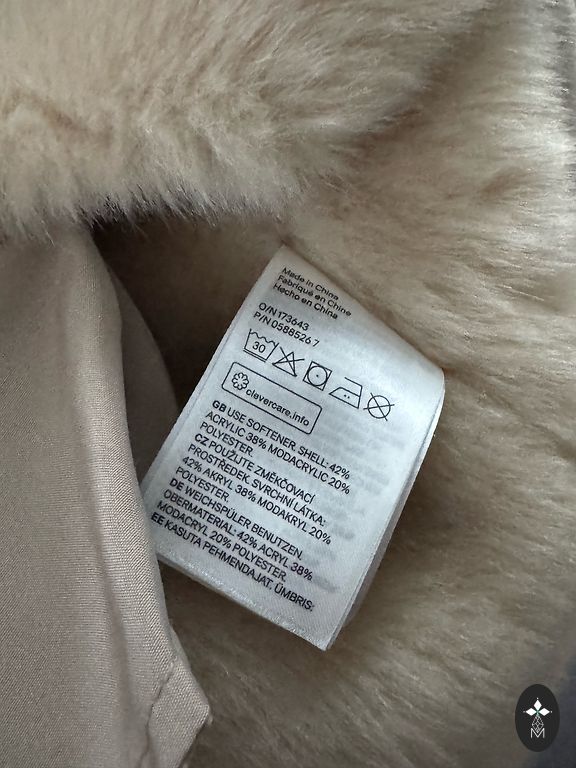 Made in China
Fabriqué en Chine
Hecho en China
O/N 173643
P/N 0588526 7
30
clevercare.info
GB USE SOFTENER. SHELL: 42%
ACRYLIC 38% MODACRYLIC 20%
POLYESTER
CZ POUŽIJTE ZMĚKČOVACÍ
PROSTŘEDEK. SVRCHNÍ LÁTKA:
42% AKRYL 38% MODAKRYL 20%
POLYESTER.
DE WEICHSPÜLER BENUTZEN.
OBERMATERIAL: 42% ACRYL 38%
MODACRYL 20% POLYESTER
EE KASUTA PEHMENDAJAT. ÜMBRIS:
M